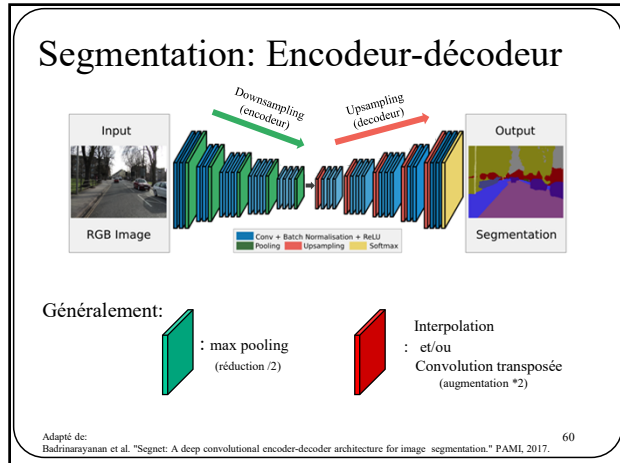 Segmentation: Encodeur-décodeur
Downsampling
(encodeur)
Upsampling
(decodeur)
Input
RGB Image
Output
Segmentation
Conv + Batch Normalisation + ReLU
Pooling Upsampling Softmax
Généralement:
: max pooling
(réduction /2)
Interpolation
: et/ou
Convolution transposée
(augmentation *2)
Adapté de:
Badrinarayanan et al. "Segnet: A deep convolutional encoder-decoder architecture for image segmentation." PAMI, 2017.
60